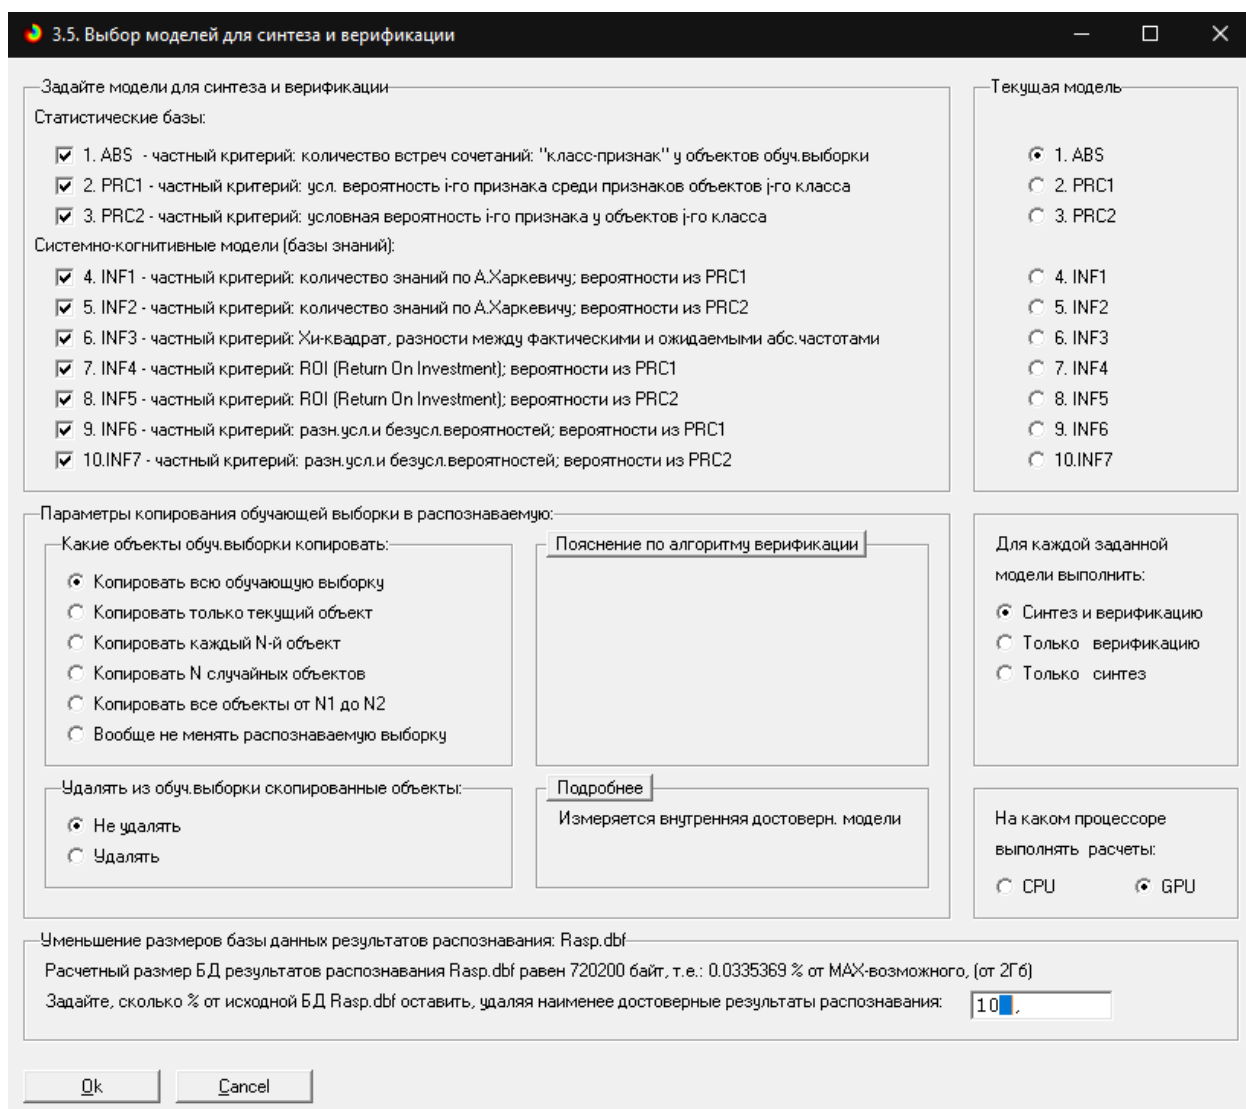 3.5. Выбор моделей для синтеза и верификации
Задайте модели для синтеза и верификации
Статистические базы:
1. ABS - частный критерий: количество встреч сочетаний: "класс-признак" у объектов обуч.выборки
2. PRC1 - частный критерий: усл. вероятность i-го признака среди признаков объектов j-го класса
3. PRC2 - частный критерий: условная вероятность i-го признака у объектов j-го класса
Системно-когнитивные модели (базы знаний):
4. INF1 - частный критерий: количество знаний по А.Харкевичу; вероятности из PRC1
5. INF2 - частный критерий: количество знаний по А.Харкевичу; вероятности из PRC2
6. INF3 - частный критерий: Хи-квадрат, разности между фактическими и ожидаемыми абс.частотами
7. INF4 - частный критерий: ROI (Return On Investment); вероятности из PRC1
8. INF5 - частный критерий: ROI (Return On Investment); вероятности из PRC2
9. INF6 - частный критерий: разн.усл.и безусл.вероятностей; вероятности из PRC1
10.INF7 - частный критерий: разн.усл.и безусл.вероятностей; вероятности из PRC2
Текущая модель
1. ABS
2. PRC1
3. PRC2
4. INF1
5. INF2
6. INF3
7. INF4
8. INF5
9. INF6
10.INF7
Параметры копирования обучающей выборки в распознаваемую:
Какие объекты обуч.выборки копировать:
Копировать всю обучающую выборку
Копировать только текущий объект
Копировать каждый N-й объект
Копировать N случайных объектов
Копировать все объекты от N1 до N2
Вообще не менять распознаваемую выборку
Пояснение по алгоритму верификации
Удалять из обуч.выборки скопированные объекты:
Не удалять
Удалять
Подробнее
Измеряется внутренняя достоверн. модели
Для каждой заданной
модели выполнить:
Синтез и верификацию
Только верификацию
Только синтез
На каком процессоре
выполнять расчеты:
CPU
GPU
Уменьшение размеров базы данных результатов распознавания: Rasp.dbf
Расчетный размер БД результатов распознавания Rasp.dbf равен 720200 байт, т.е.: 0.0335369 % от MAX-возможного, (от 2Гб)
Задайте, сколько % от исходной БД Rasp.dbf оставить, удаляя наименее достоверные результаты распознавания:
10 ,
Ok
Cancel